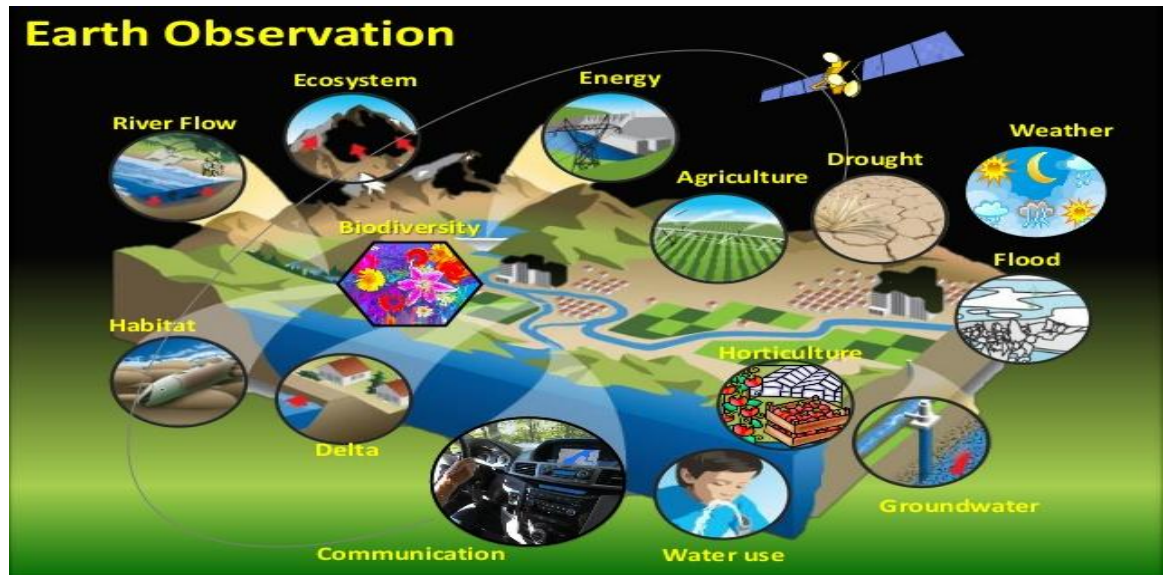 Earth Observation
Ecosystem
Energy
River Flow
Weather
Drought
Agriculture
Biodiversity
Flood
Habitat
Horticulture
Delta
Groundwater
Communication
Water use